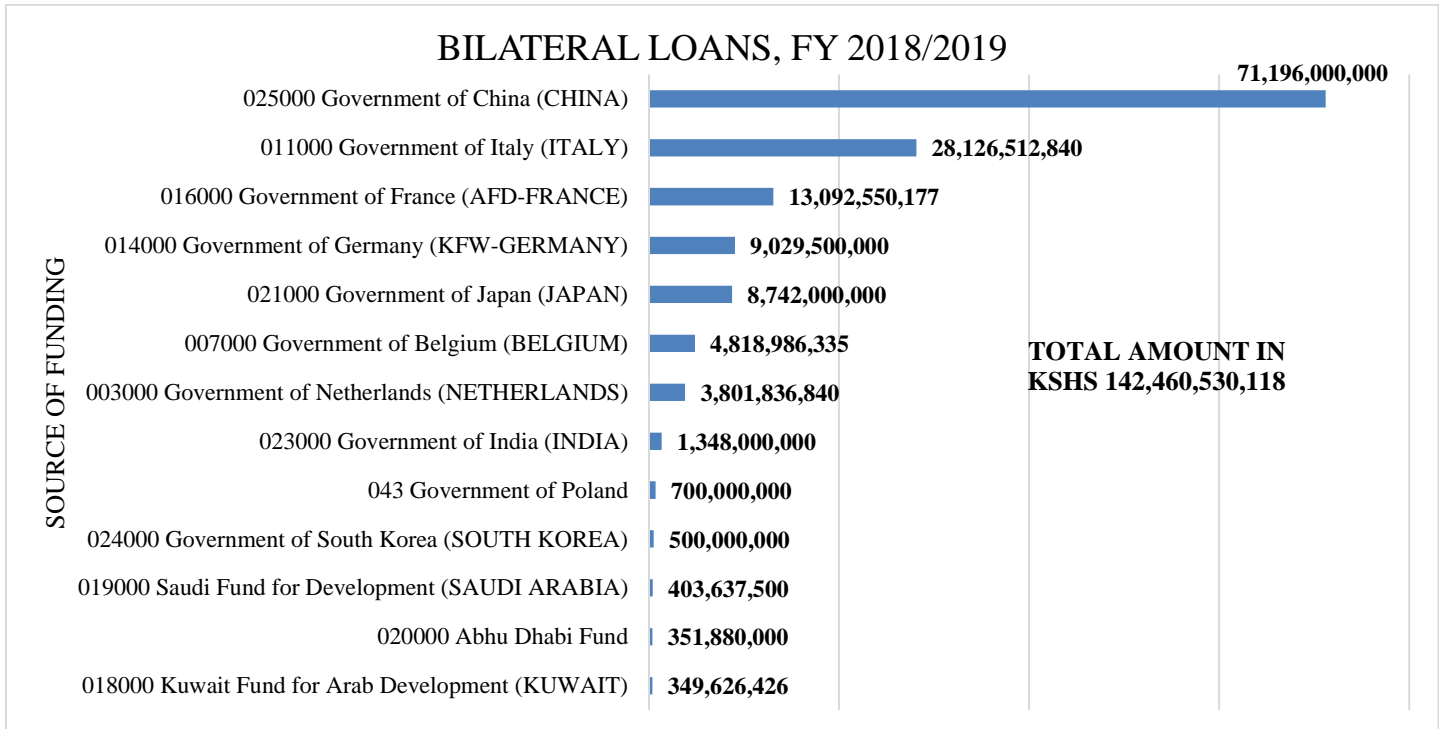 BILATERAL LOANS, FY 2018/2019
SOURCE OF FUNDING
025000 Government of China (CHINA) 71,196,000,000
011000 Government of Italy (ITALY) 28,126,512,840
016000 Government of France (AFD-FRANCE) 13,092,550,177
014000 Government of Germany (KFW-GERMANY) 9,029,500,000
021000 Government of Japan (JAPAN) 8,742,000,000
007000 Government of Belgium (BELGIUM) 4,818,986,335
003000 Government of Netherlands (NETHERLANDS) 3,801,836,840
023000 Government of India (INDIA) 1,348,000,000
043 Government of Poland 700,000,000
024000 Government of South Korea (SOUTH KOREA) 500,000,000
019000 Saudi Fund for Development (SAUDI ARABIA) 403,637,500
020000 Abhu Dhabi Fund 351,880,000
018000 Kuwait Fund for Arab Development (KUWAIT) 349,626,426
TOTAL AMOUNT IN
KSHS 142,460,530,118